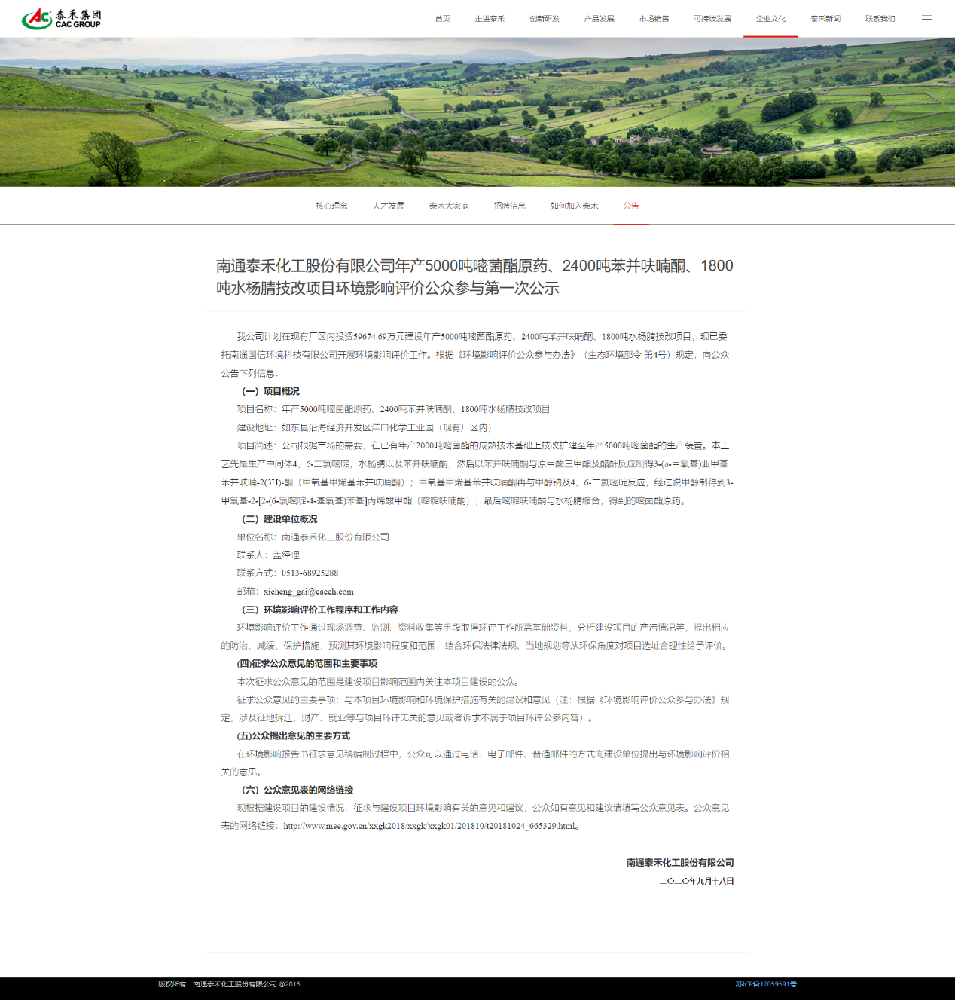 泰禾集团
CAC GROUP
首页
走进泰禾
创新研发
产品发展
市场销售
可持续发展
企业文化
泰禾新闻
联系我们
核心理念
人才发展
泰禾大家庭
招聘信息
如何加入泰禾
公告
南通泰禾化工股份有限公司年产5000吨嘧菌酯原药、2400吨苯并呋喃酮、1800
吨水杨腈技改项目环境影响评价公众参与第一次公示
我公司计划在现有厂区内投资59674.69万元建设年产5000吨嘧菌酯原药、2400吨苯并呋喃酮、1800吨水杨腈技改项目，现已委
托南通国信环境科技有限公司开展环境影响评价工作。根据《环境影响评价公众参与办法》（生态环境部令 第4号）规定，向公众
公告下列信息：
（一）项目概况
项目名称：年产5000吨嘧菌酯原药、2400吨苯并呋喃酮、1800吨水杨腈技改项目
建设地址：如东县沿海经济开发区洋口化学工业园（现有厂区内）
项目简述：公司根据市场的需要，在已有年产2000吨嘧菌酯的成熟技术基础上技改扩建至年产5000吨嘧菌酯的生产装置。本工
艺先是生产中间体4，6-二氯嘧啶，水杨腈以及苯并呋喃酮，然后以苯并呋喃酮与原甲酸三甲酯及醋酐反应制得3-(a-甲氧基)亚甲基
苯并呋喃-2(3H)-酮（甲氧基甲烯基苯并呋喃酮）；甲氧基甲烯基苯并呋喃酮再与甲醇钠及4，6-二氯嘧啶反应，经过脱甲醇制得到3-
甲氧基-2-[2-(6-氯嘧啶-4-基氧基)苯基]丙烯酸甲酯（嘧啶呋喃酮）；最后嘧啶呋喃酮与水杨腈缩合，得到的嘧菌酯原药。
（二）建设单位概况
单位名称：南通泰禾化工股份有限公司
联系人：盖经理
联系方式：0513-68925288
邮箱：xicheng_gai@cacch.com
（三）环境影响评价工作程序和工作内容
环境影响评价工作通过现场调查、监测、资料收集等手段取得环评工作所需基础资料，分析建设项目的产污情况等，提出相应
的防治、减缓、保护措施，预测其环境影响程度和范围，结合环保法律法规、当地规划等从环保角度对项目选址合理性给予评价。
(四)征求公众意见的范围和主要事项
本次征求公众意见的范围是建设项目影响范围内关注本项目建设的公众。
征求公众意见的主要事项：与本项目环境影响和环境保护措施有关的建议和意见（注：根据《环境影响评价公众参与办法》规
定，涉及征地拆迁、财产、就业等与项目环评无关的意见或者诉求不属于项目环评公参内容）。
(五)公众提出意见的主要方式
在环境影响报告书征求意见稿编制过程中，公众可以通过电话、电子邮件、普通邮件的方式向建设单位提出与环境影响评价相
关的意见。
（六）公众意见表的网络链接
现根据建设项目的建设情况，征求与建设项目环境影响有关的意见和建议，公众如有意见和建议请填写公众意见表。公众意见
表的网络链接：http://www.mee.gov.cn/xxgk2018/xxgk/xxgk01/201810/t20181024_665329.html。
南通泰禾化工股份有限公司
二〇二〇年九月十八日
版权所有：南通泰禾化工股份有限公司 @2018
苏ICP备17059591号